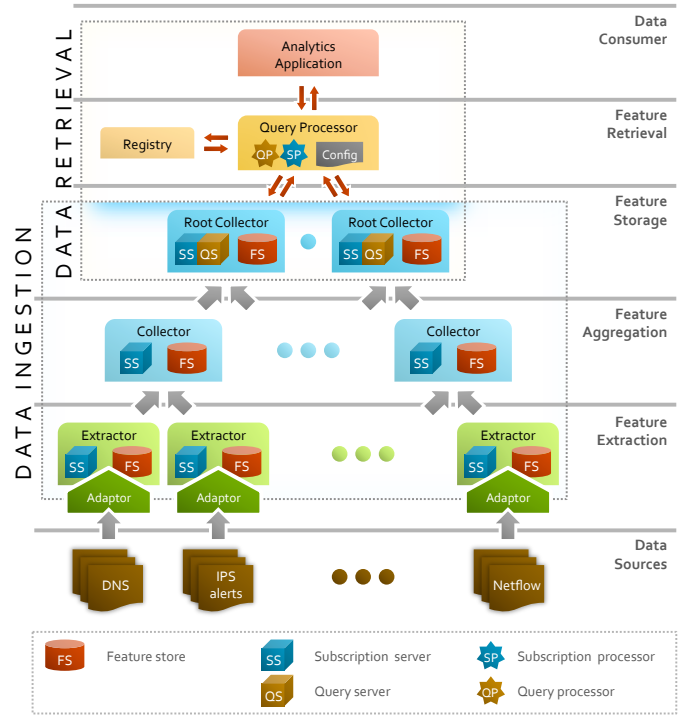 Data
Consumer
Analytics
Application
DATA RETRIEVAL
Feature
Retrieval
Query Processor
Registry
QP
SP
Config
Feature
Storage
Root Collector
Root Collector
SS
QS
FS
SS
QS
FS
DATA INGESTION
Feature
Aggregation
Collector
Collector
SS
FS
SS
FS
Feature
Extraction
Extractor
Extractor
Extractor
SS
FS
SS
FS
SS
FS
Adaptor
Adaptor
Adaptor
Data
Sources
DNS
IPS
alerts
Netflow
FS
Feature store
SS
Subscription server
SP
Subscription processor
QS
Query server
QP
Query processor